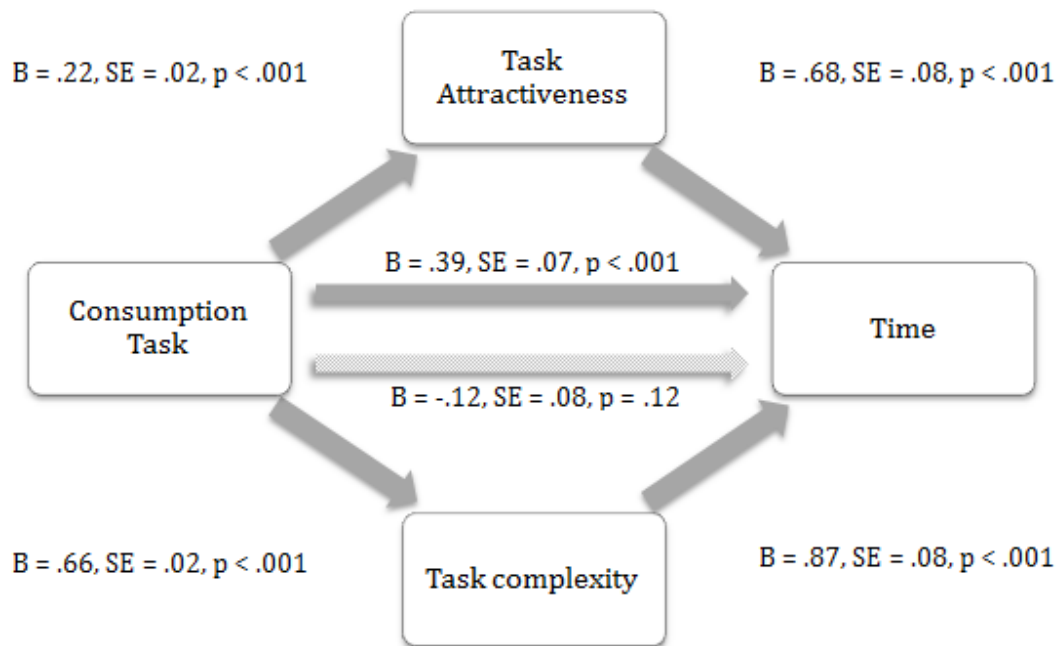 B = .22, SE = .02, p < .001
Task
Attractiveness
B = .68, SE = .08, p < .001
B = .39, SE = .07, p < .001
Consumption
Task
Time
B = -.12, SE = .08, p = .12
B = .66, SE = .02, p < .001
Task complexity
B = .87, SE = .08, p < .001